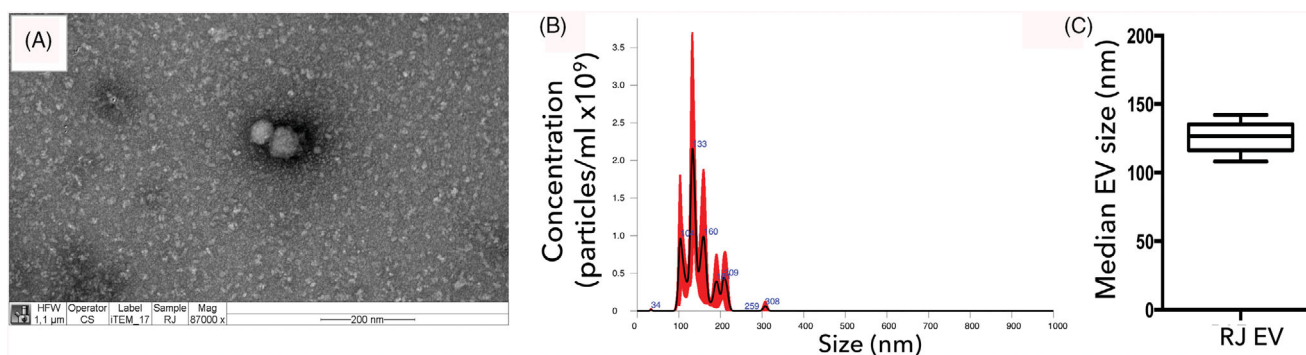 (A)
HFW Operator Label Sample Mag
1,1 µm CS iTEM_17 RJ 87000 x
200 nm
(B)
Concentration
(particles/ml x10⁹)
3.5
3.0
2.5
2.0
1.5
1.0
0.5
0
34
133
160
209
259
308
0 100 200 300 400 500 600 700 800 900 1000
Size (nm)
(C)
Median EV size (nm)
200
150
100
50
0
RJ EV